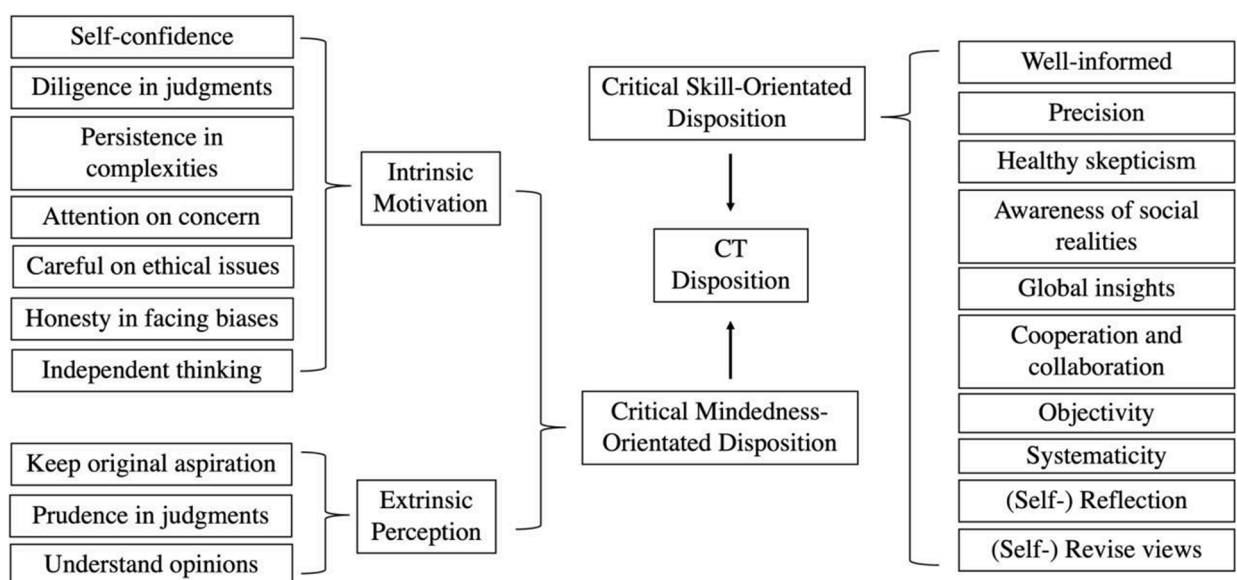 Self-confidence
Diligence in judgments
Persistence in
complexities
Attention on concern
Careful on ethical issues
Honesty in facing biases
Independent thinking
Keep original aspiration
Prudence in judgments
Understand opinions
Intrinsic
Motivation
Extrinsic
Perception
Critical Skill-Orientated
Disposition
CT
Disposition
Critical Mindedness-
Orientated Disposition
Well-informed
Precision
Healthy skepticism
Awareness of social
realities
Global insights
Cooperation and
collaboration
Objectivity
Systematicity
(Self-) Reflection
(Self-) Revise views